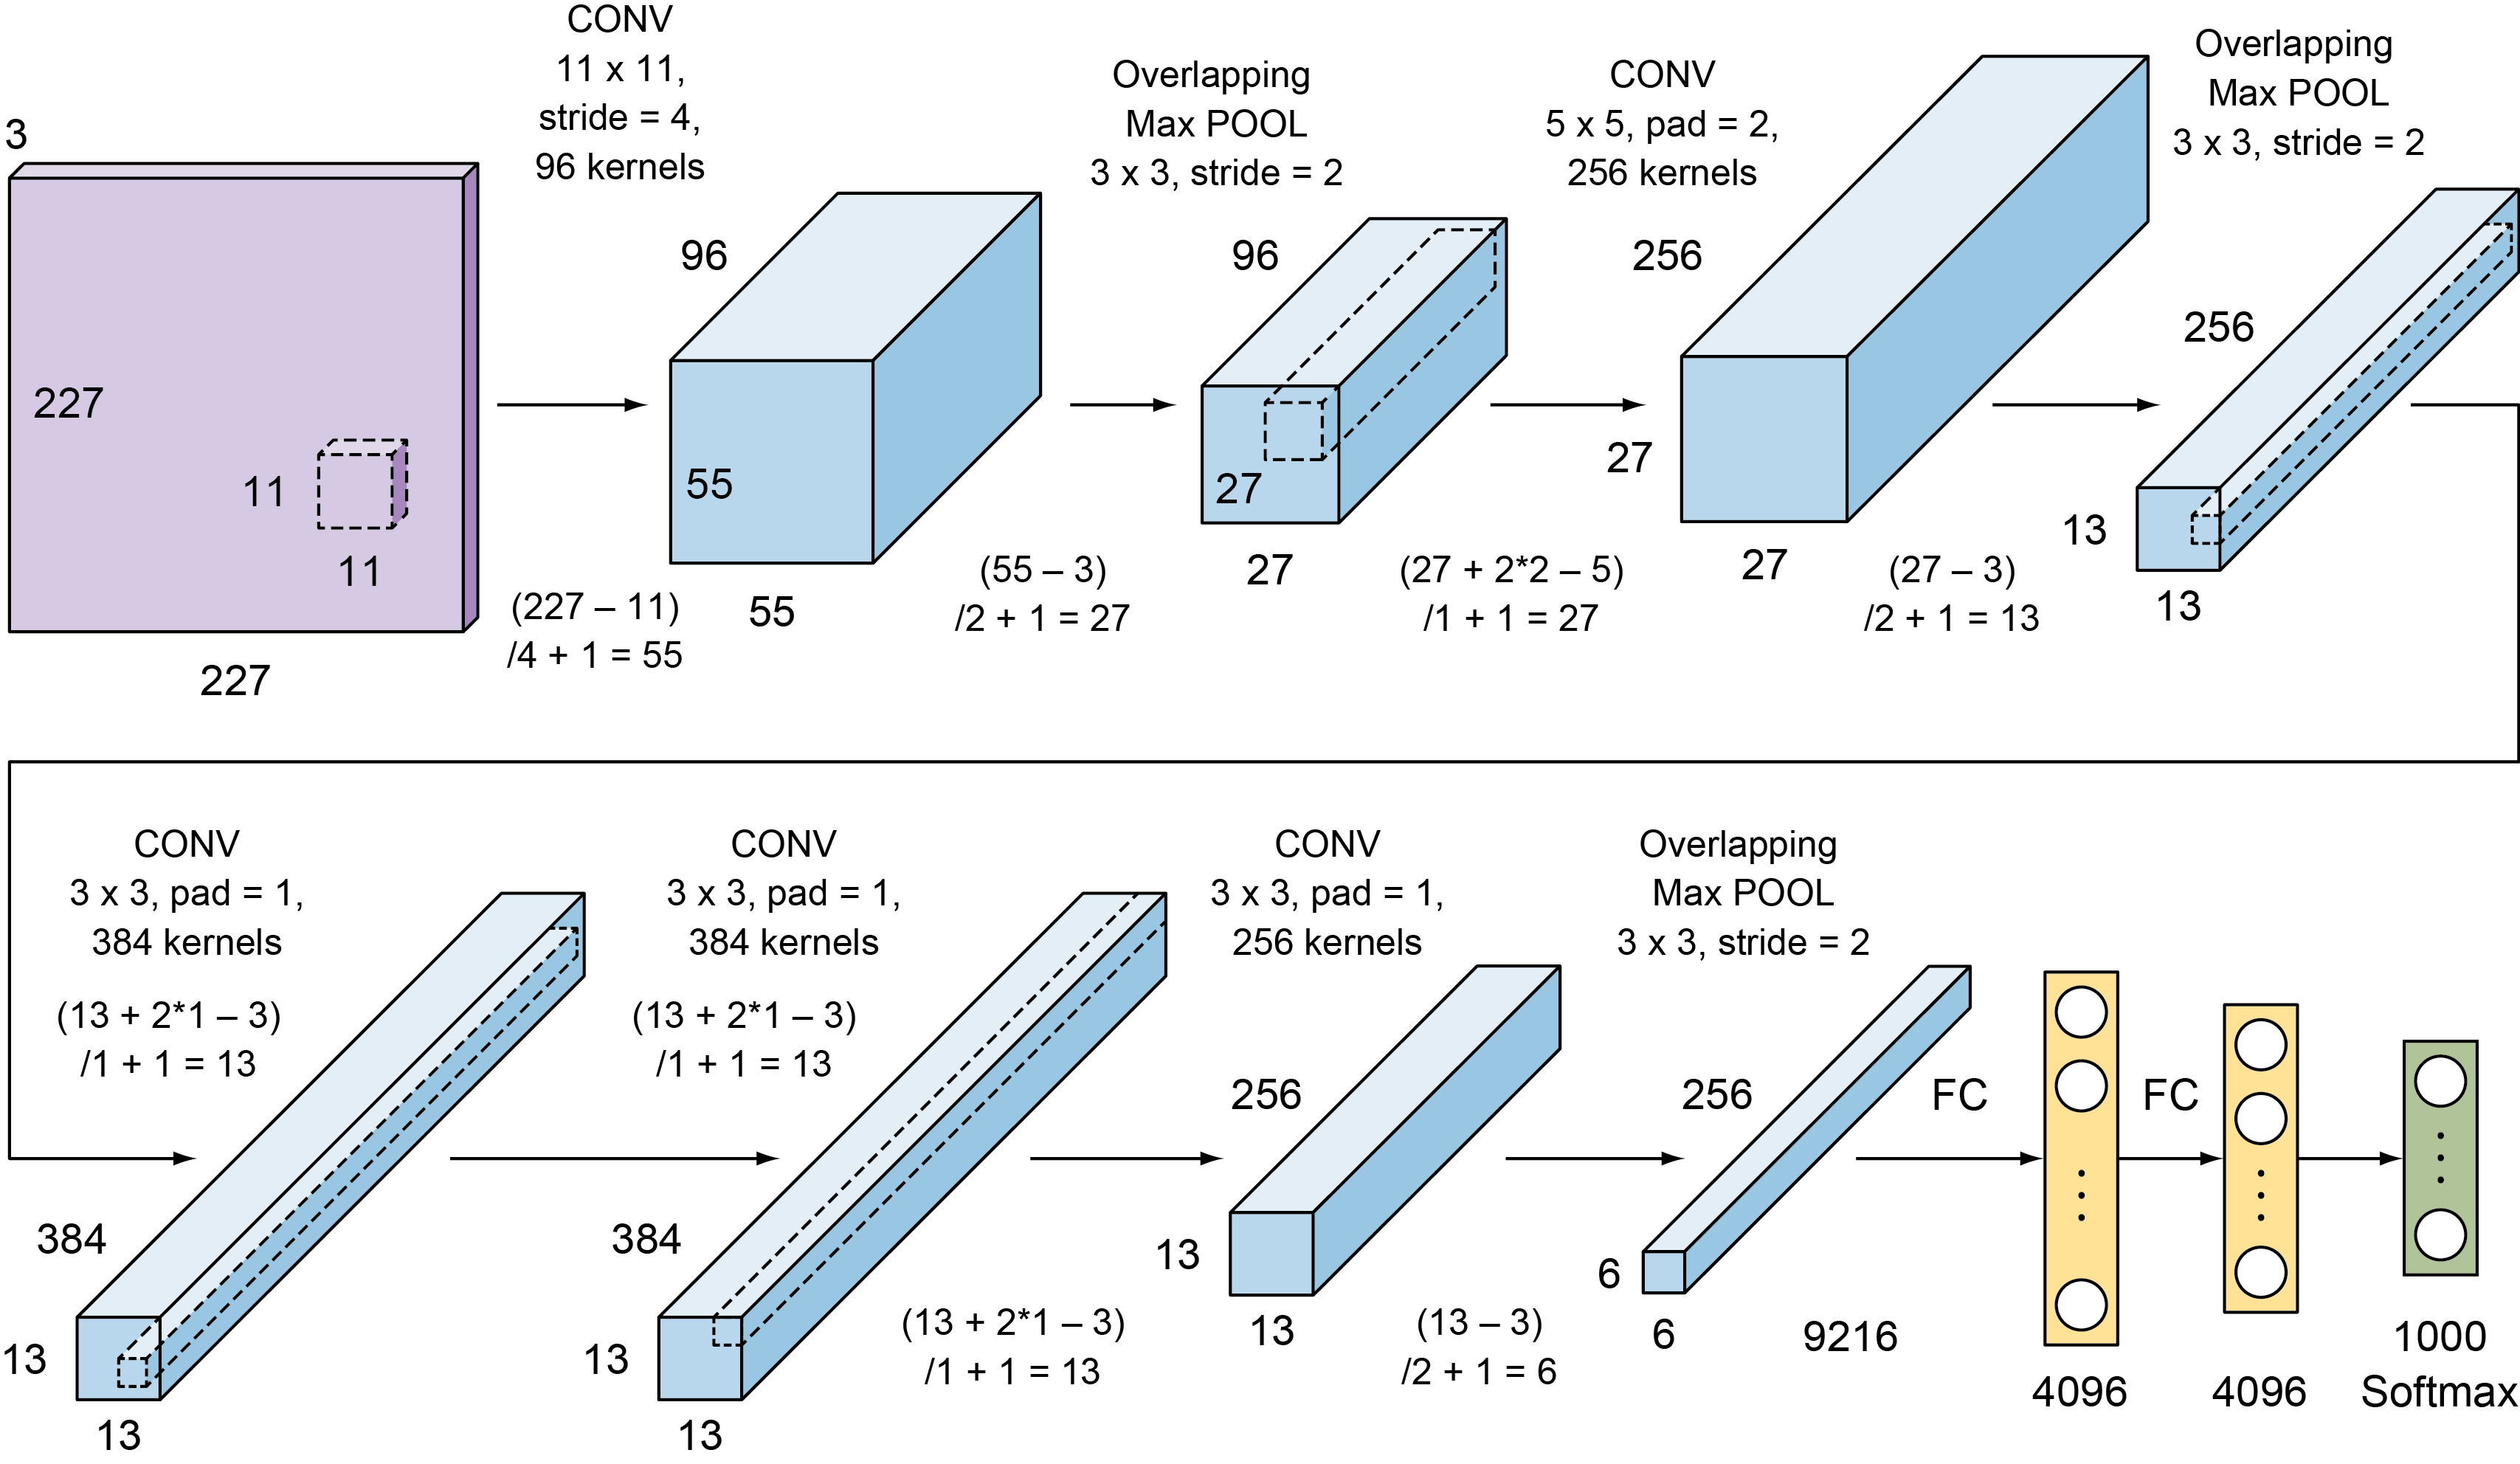 3
227
11
11
227
CONV
11 x 11,
stride = 4,
96 kernels
(227 – 11)
/4 + 1 = 55
96
55
55
Overlapping
Max POOL
3 x 3, stride = 2
(55 – 3)
/2 + 1 = 27
96
27
27
CONV
5 x 5, pad = 2,
256 kernels
(27 + 2*2 – 5)
/1 + 1 = 27
256
27
27
Overlapping
Max POOL
3 x 3, stride = 2
(27 – 3)
/2 + 1 = 13
256
13
13
CONV
3 x 3, pad = 1,
384 kernels
(13 + 2*1 – 3)
/1 + 1 = 13
384
13
13
CONV
3 x 3, pad = 1,
384 kernels
(13 + 2*1 – 3)
/1 + 1 = 13
384
13
13
CONV
3 x 3, pad = 1,
256 kernels
(13 + 2*1 – 3)
/1 + 1 = 13
256
13
13
Overlapping
Max POOL
3 x 3, stride = 2
(13 – 3)
/2 + 1 = 6
256
6
6
9216
FC
4096
FC
4096
1000
Softmax